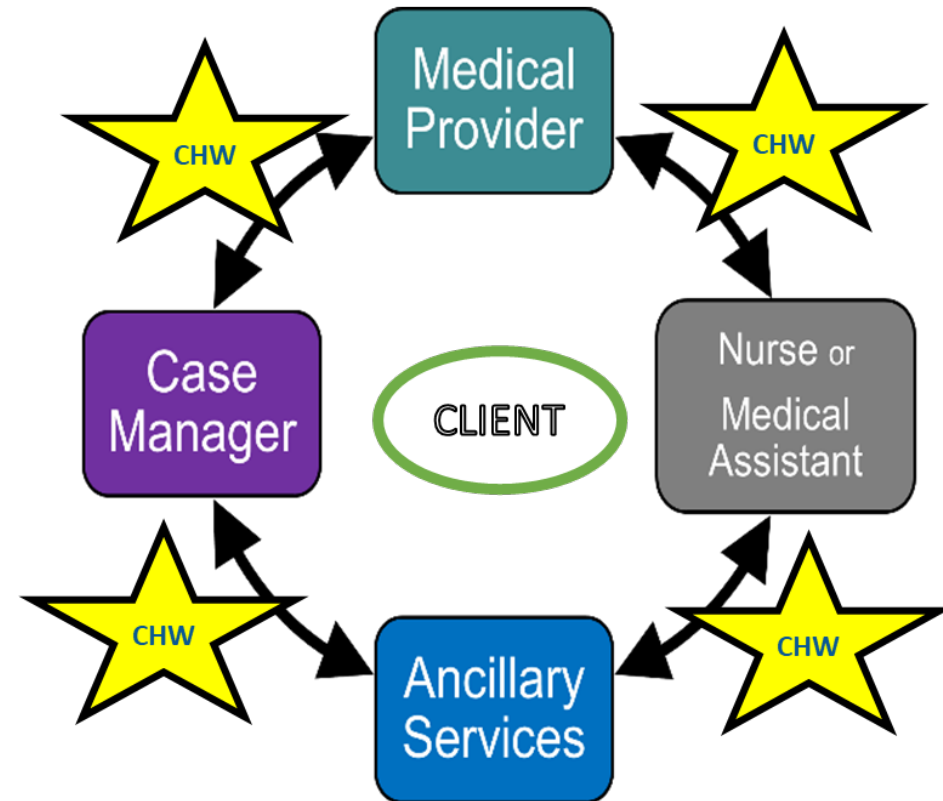 Medical
Provider
CHW
CHW
Case
Manager
CLIENT
Nurse or
Medical
Assistant
CHW
CHW
Ancillary
Services